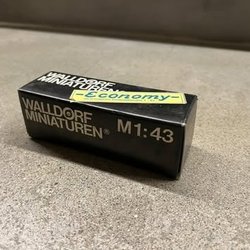 WALLDORF
MINIATUREN
-Economy-
WALLDORF
MINIATUREN®
M1:43